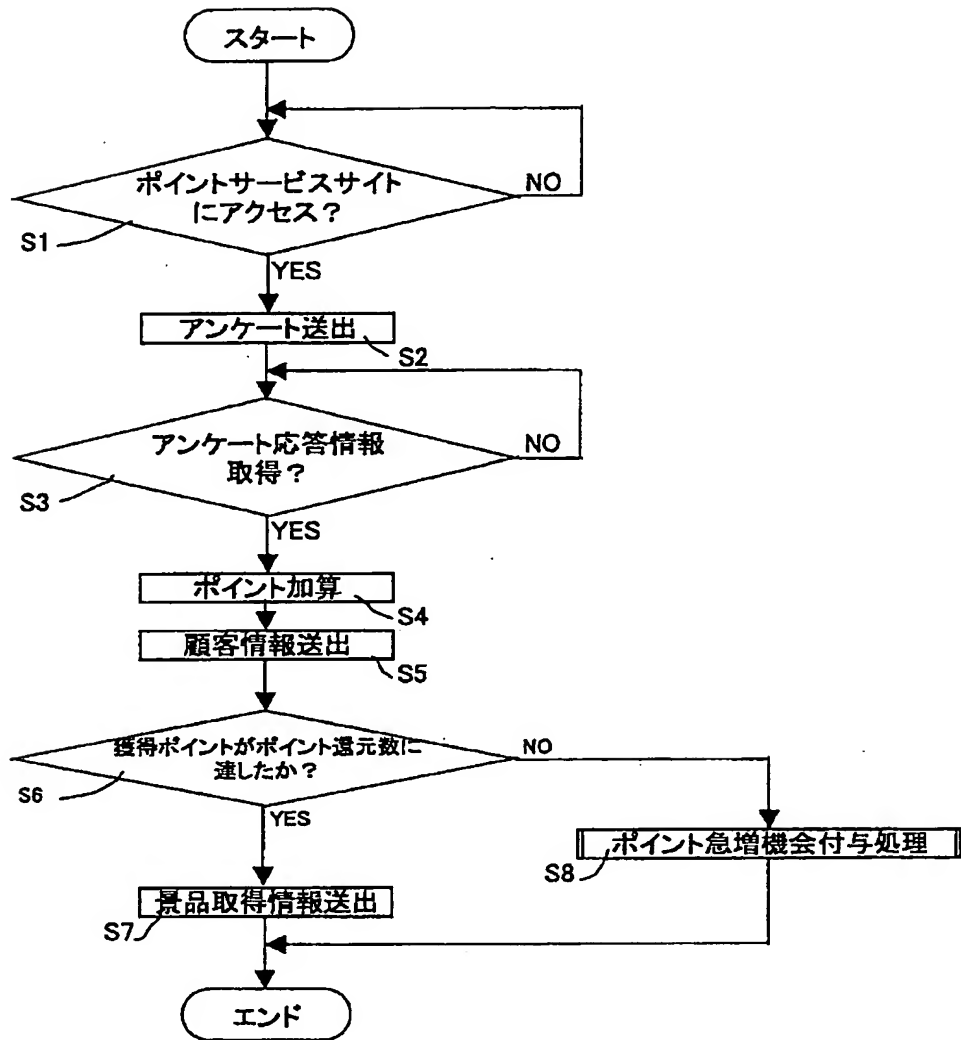 スタート
ポイントサービスサイト
にアクセス？
NO
S1
YES
アンケート送出
S2
アンケート応答情報
取得？
NO
S3
YES
ポイント加算
S4
顧客情報送出
S5
獲得ポイントがポイント還元数に
達したか？
NO
S6
YES
ポイント急増機会付与処理
S8
景品取得情報送出
S7
エンド